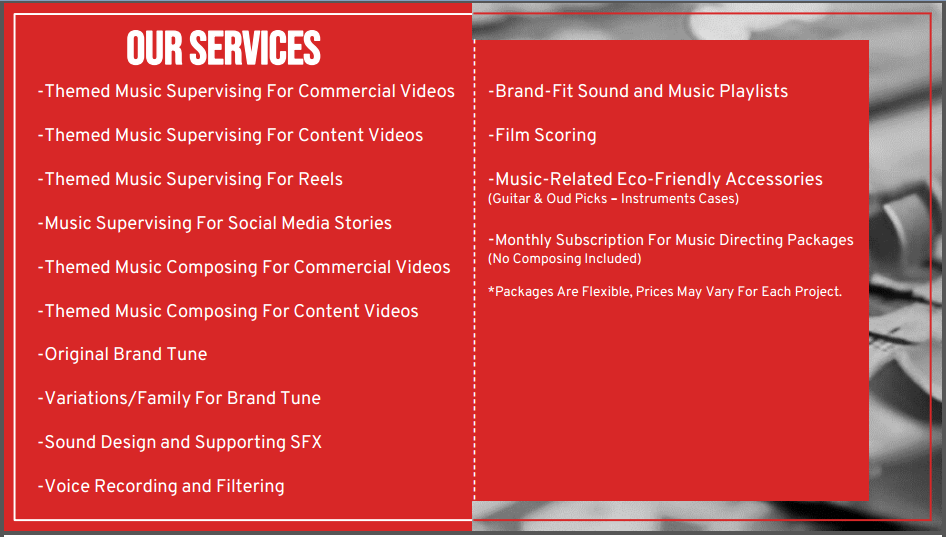 OUR SERVICES
-Themed Music Supervising For Commercial Videos
-Themed Music Supervising For Content Videos
-Themed Music Supervising For Reels
-Music Supervising For Social Media Stories
-Themed Music Composing For Commercial Videos
-Themed Music Composing For Content Videos
-Original Brand Tune
-Variations/Family For Brand Tune
-Sound Design and Supporting SFX
-Voice Recording and Filtering
-Brand-Fit Sound and Music Playlists
-Film Scoring
-Music-Related Eco-Friendly Accessories
(Guitar & Oud Picks – Instruments Cases)
-Monthly Subscription For Music Directing Packages
(No Composing Included)
*Packages Are Flexible, Prices May Vary For Each Project.